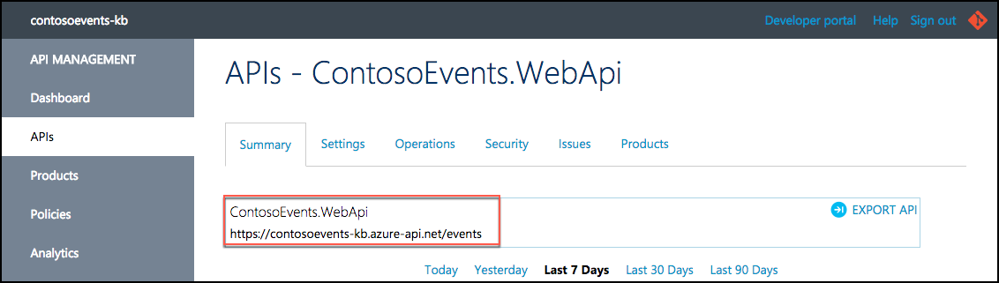 contosoevents-kb
Developer portal Help Sign out
API MANAGEMENT
Dashboard
APIs
Products
Policies
Analytics
APIs - ContosoEvents.WebApi
Summary Settings Operations Security Issues Products
ContosoEvents.WebApi
https://contosoevents-kb.azure-api.net/events
EXPORT API
Today Yesterday Last 7 Days Last 30 Days Last 90 Days